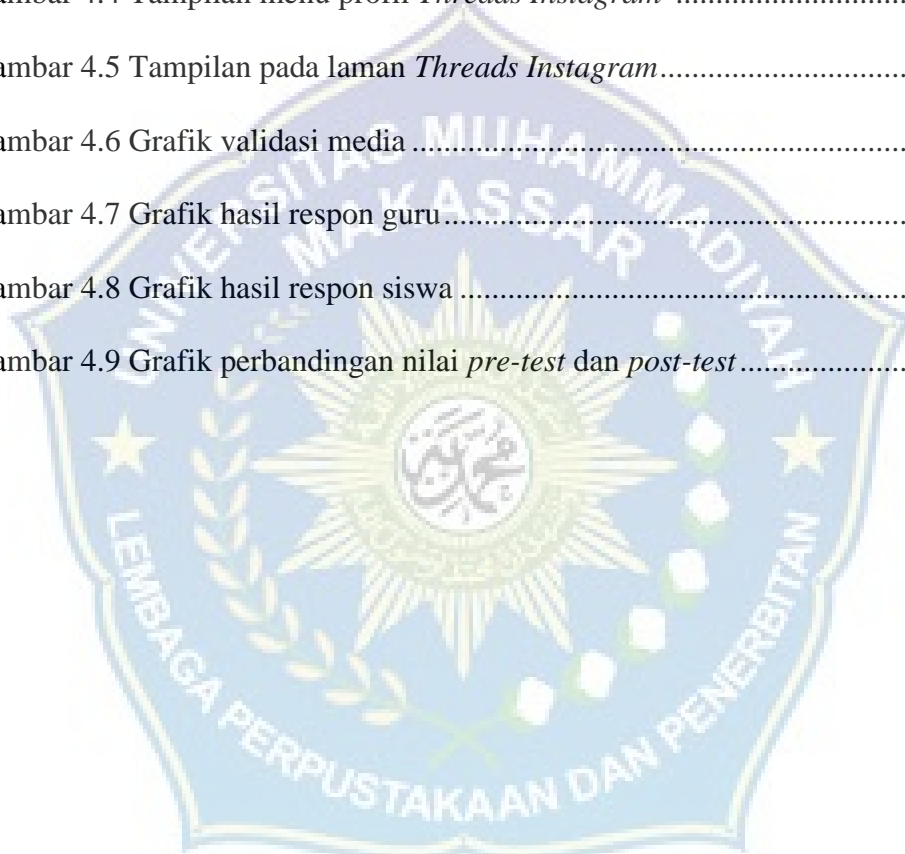 ambar 4.4 Tampilan menu profil Threads Instagram ...........................
ambar 4.5 Tampilan pada laman Threads Instagram...........................
ambar 4.6 Grafik validasi media .....................................................
ambar 4.7 Grafik hasil respon guru..................................................
ambar 4.8 Grafik hasil respon siswa ................................................
ambar 4.9 Grafik perbandingan nilai pre-test dan post-test..................
UNIVERSITAS MUHAMMADIYAH
MAKASSAR
LEMBAGA PERPUSTAKAAN DAN PENERBITAN